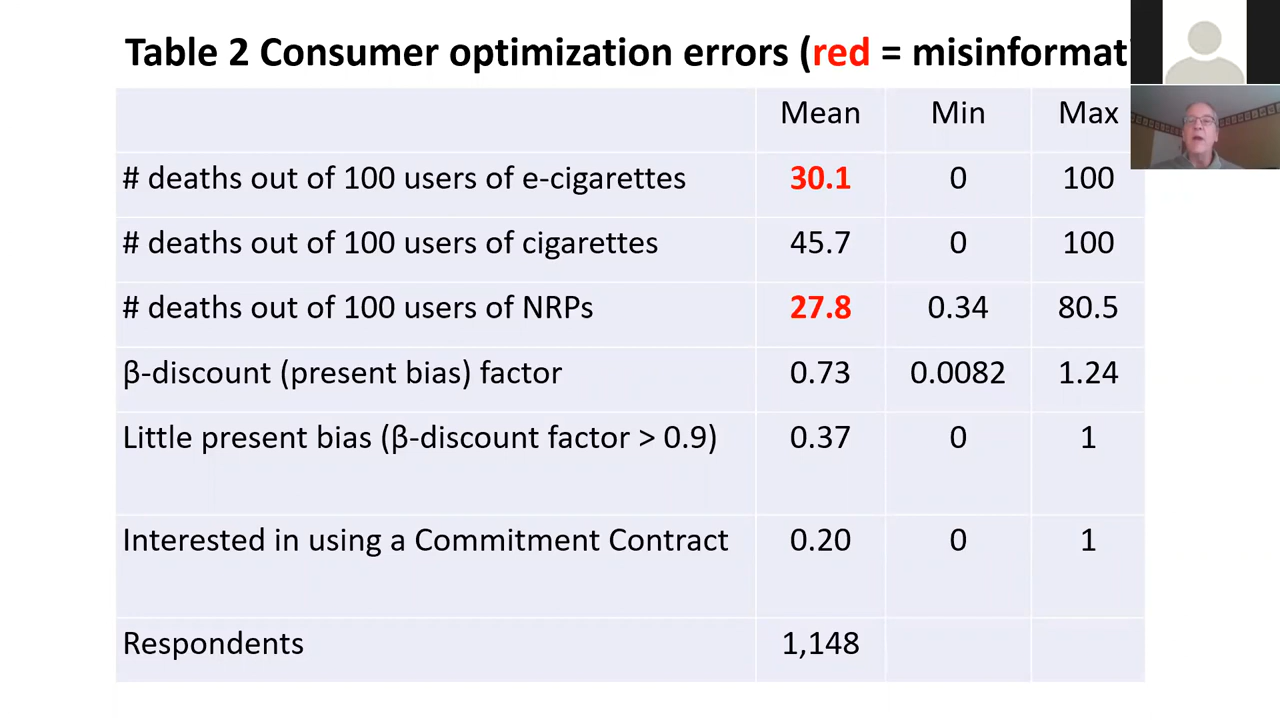 Table 2 Consumer optimization errors (red = misinformati
Mean Min Max
# deaths out of 100 users of e-cigarettes 30.1 0 100
# deaths out of 100 users of cigarettes 45.7 0 100
# deaths out of 100 users of NRPs 27.8 0.34 80.5
β-discount (present bias) factor 0.73 0.0082 1.24
Little present bias (β-discount factor > 0.9) 0.37 0 1
Interested in using a Commitment Contract 0.20 0 1
Respondents 1,148